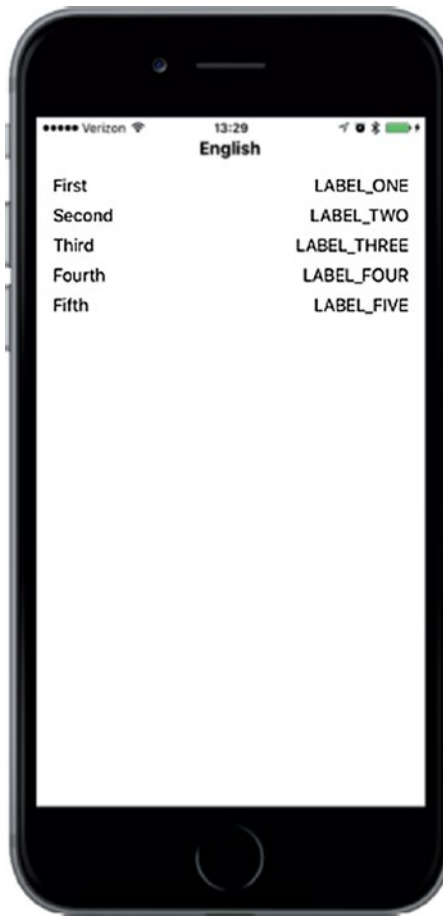 Verizon 13:29
English
First LABEL_ONE
Second LABEL_TWO
Third LABEL_THREE
Fourth LABEL_FOUR
Fifth LABEL_FIVE